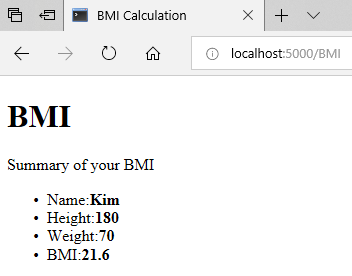 BMI Calculation
localhost:5000/BMI
BMI
Summary of your BMI
• Name:Kim
• Height:180
• Weight:70
• BMI:21.6